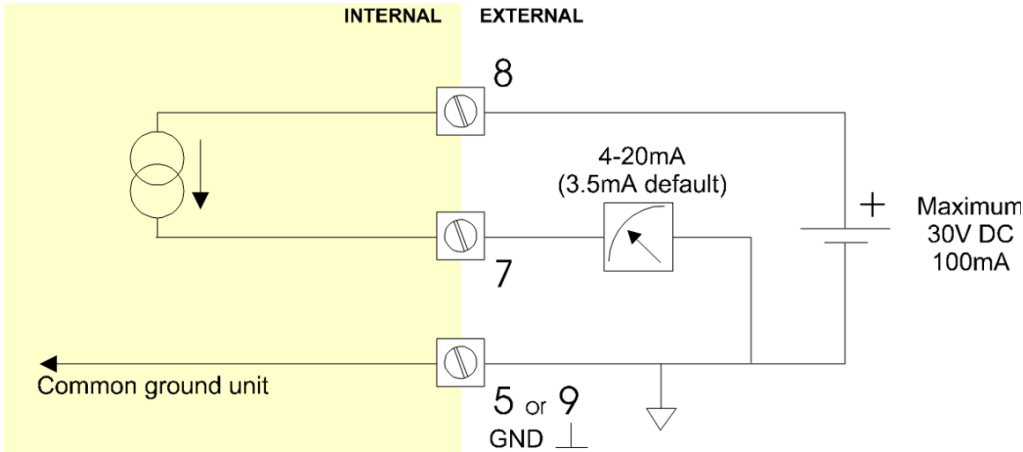 INTERNAL EXTERNAL
8
4-20mA
(3.5mA default)
+
Maximum
30V DC
100mA
7
Common ground unit
5 or 9
GND